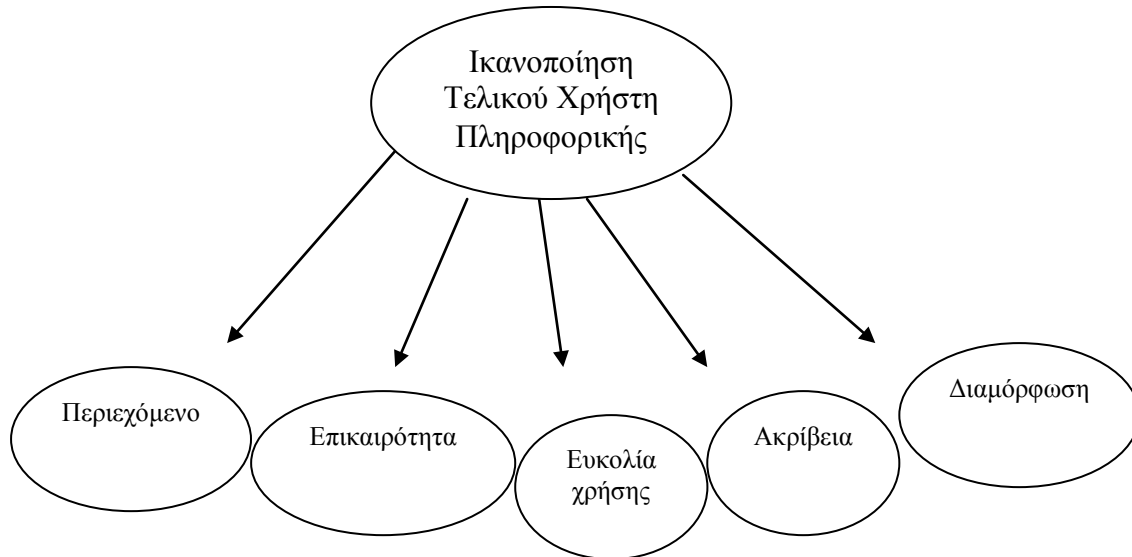 Ικανοποίηση
Τελικού Χρήστη
Πληροφορικής
Περιεχόμενο
Επικαιρότητα
Ευκολία
χρήσης
Ακρίβεια
Διαμόρφωση